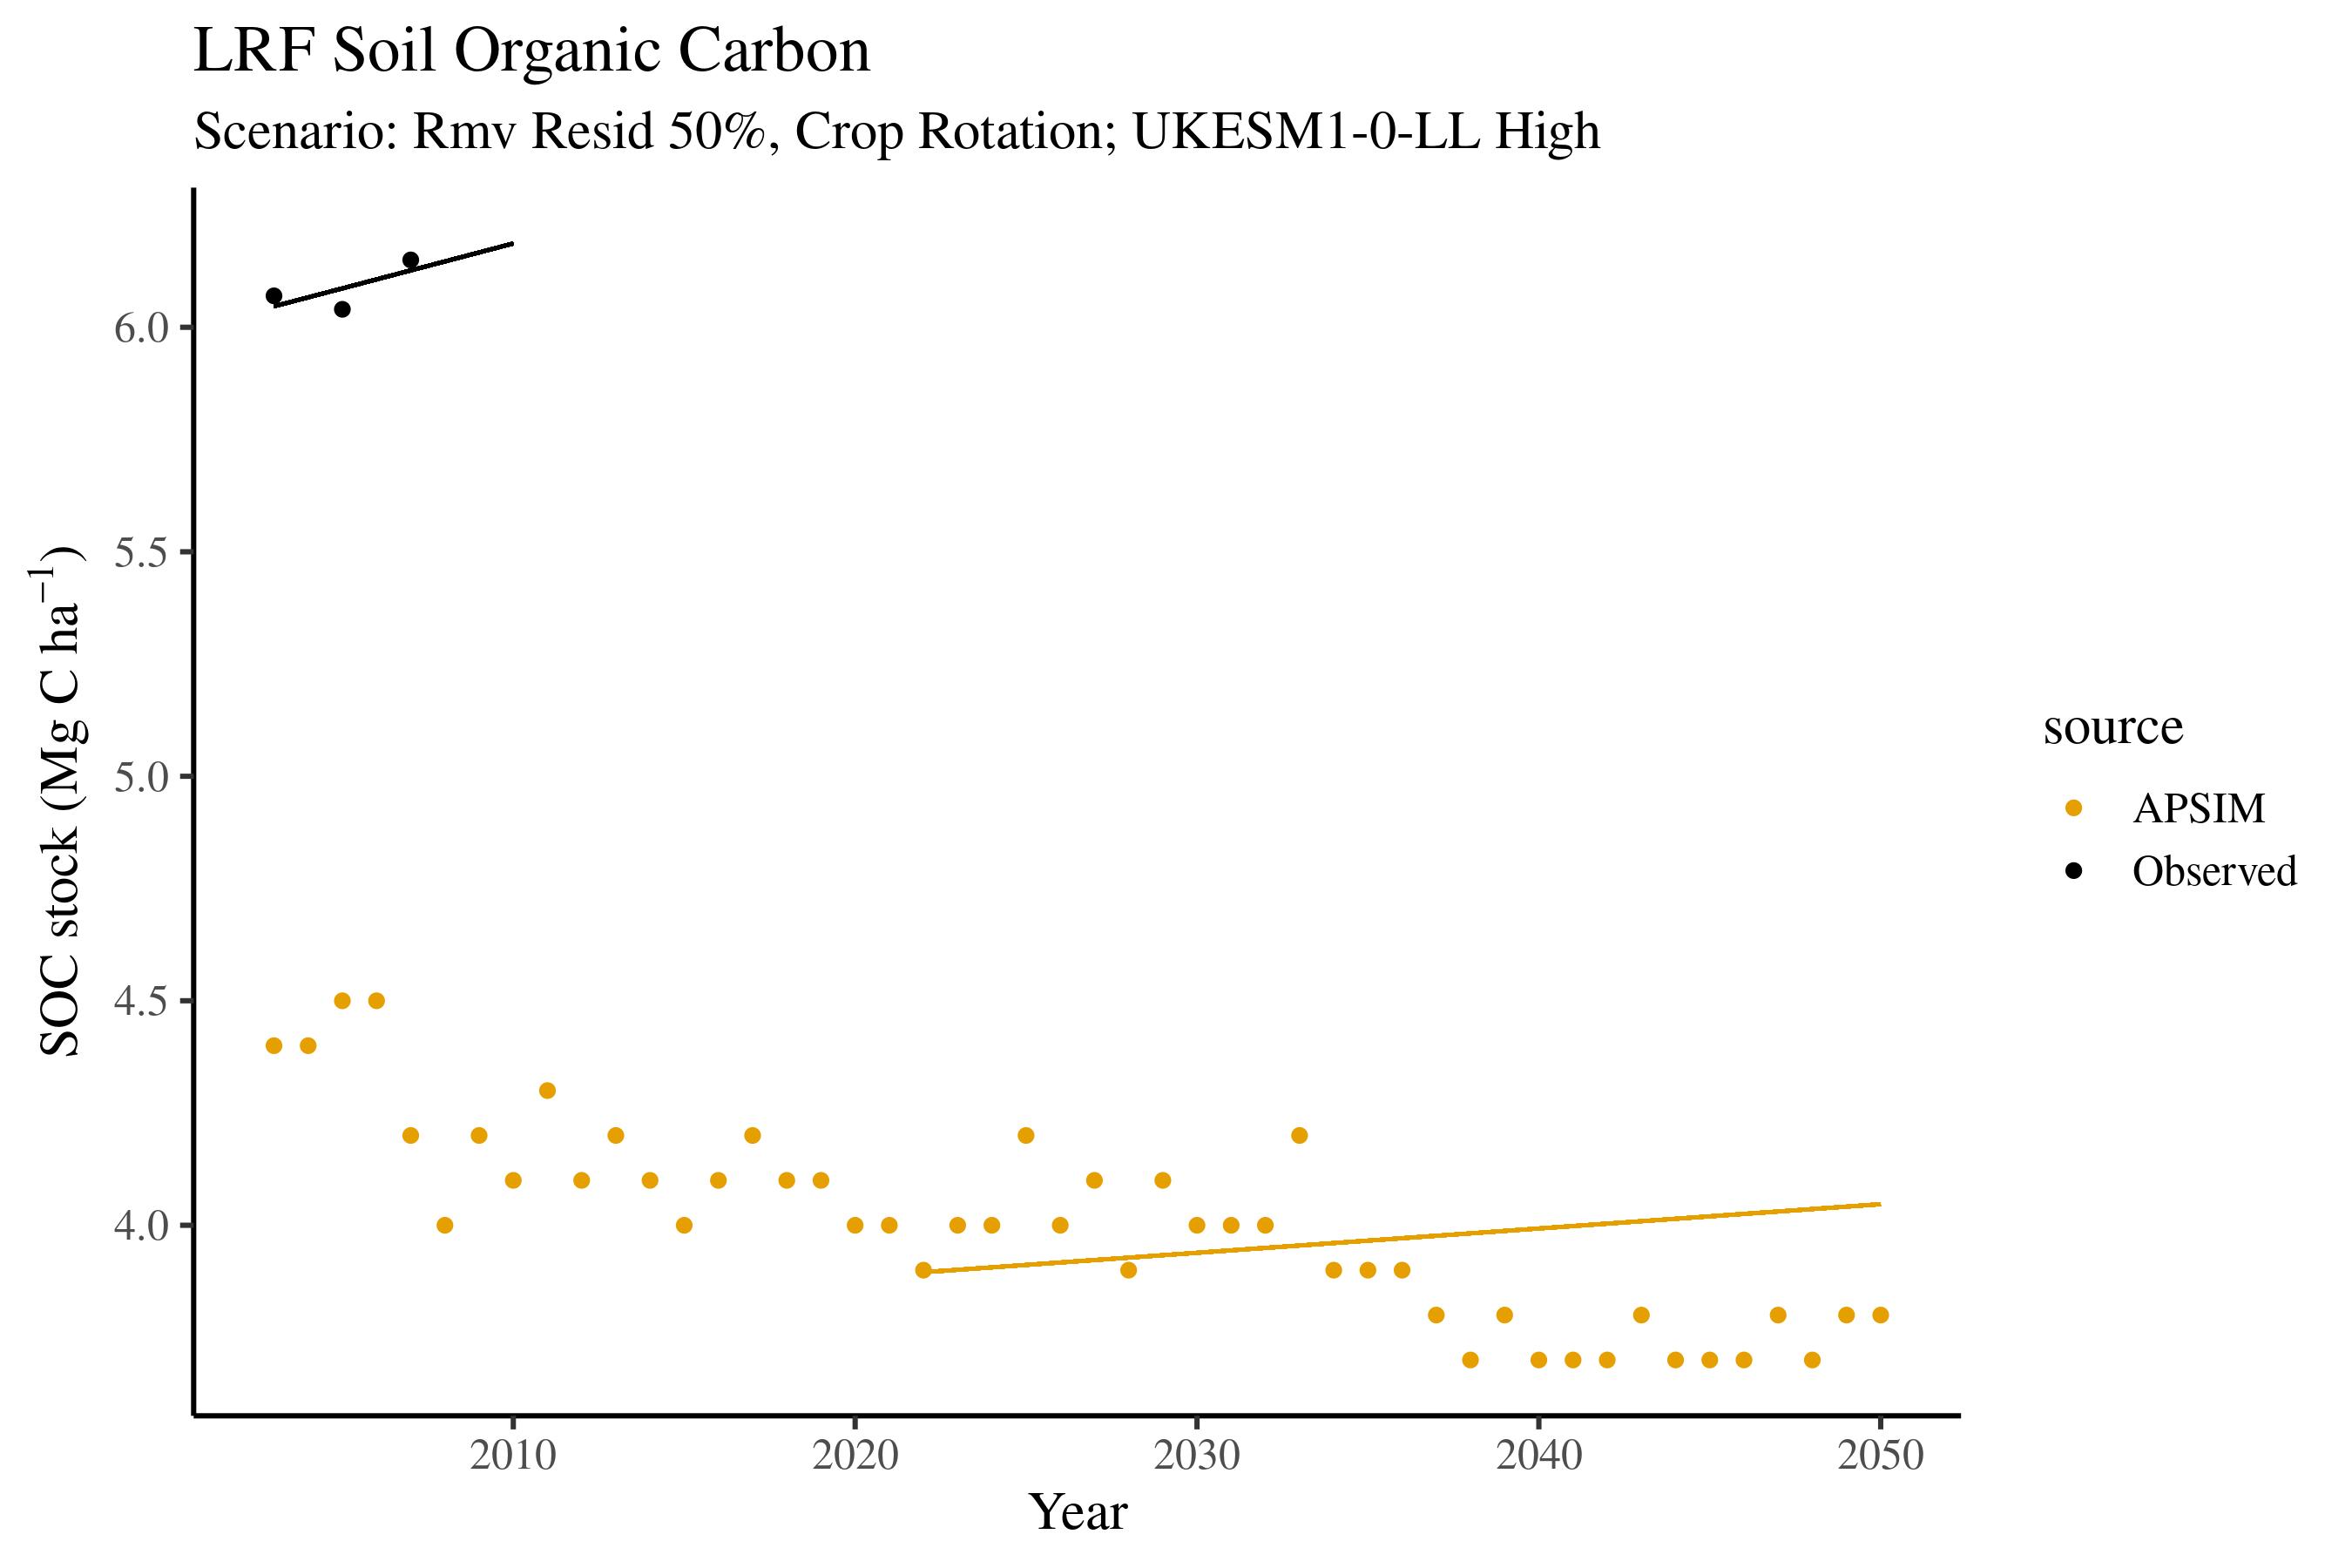 LRF Soil Organic Carbon
Scenario: Rmv Resid 50%, Crop Rotation; UKESM1-0-LL High
SOC stock (Mg C ha⁻¹)
6.0
5.5
5.0
4.5
4.0
2010 2020 2030 2040 2050
Year
source
APSIM
Observed